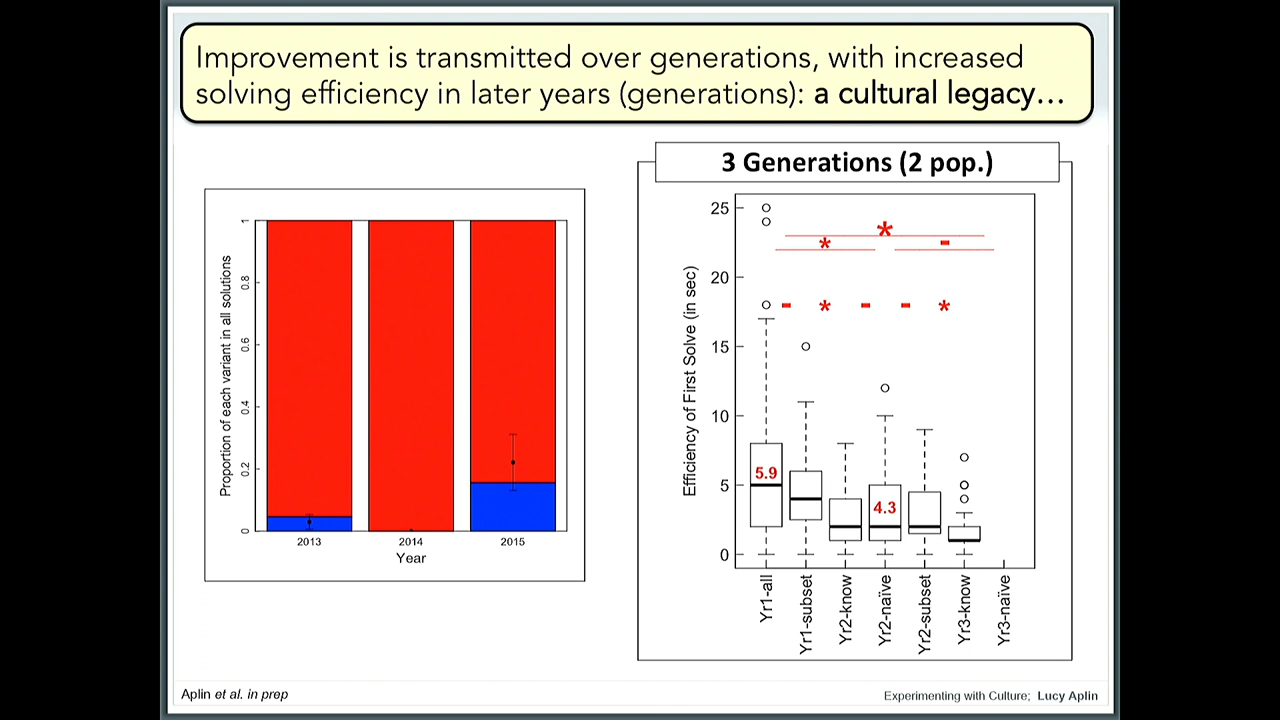 Improvement is transmitted over generations, with increased
solving efficiency in later years (generations): a cultural legacy…
3 Generations (2 pop.)
Proportion of each variant in all solutions
1
0.8
0.6
0.4
0.2
0
2013
2014
2015
Year
Efficiency of First Solve (in sec)
25
20
15
10
5
0
*
*
-
- * - - *
5.9
4.3
Yr1-all
Yr1-subset
Yr2-know
Yr2-naïve
Yr2-subset
Yr3-know
Yr3-naïve
Aplin et al. in prep
Experimenting with Culture; Lucy Aplin